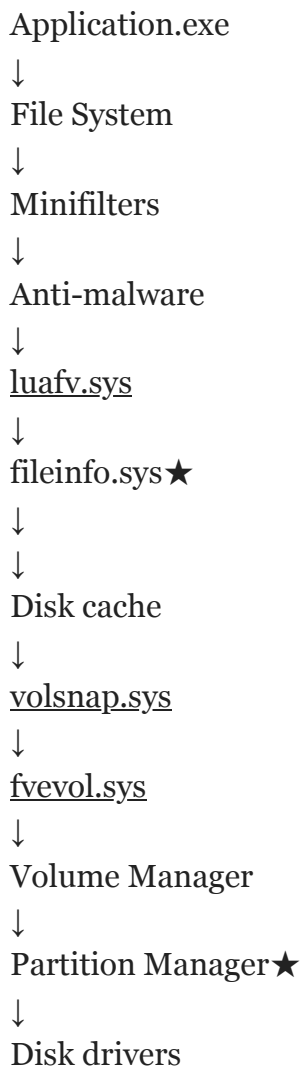 Application.exe
↓
File System
↓
Minifilters
↓
Anti-malware
↓
luafv.sys
↓
fileinfo.sys★
↓
↓
Disk cache
↓
volsnap.sys
↓
fvevol.sys
↓
Volume Manager
↓
Partition Manager★
↓
Disk drivers